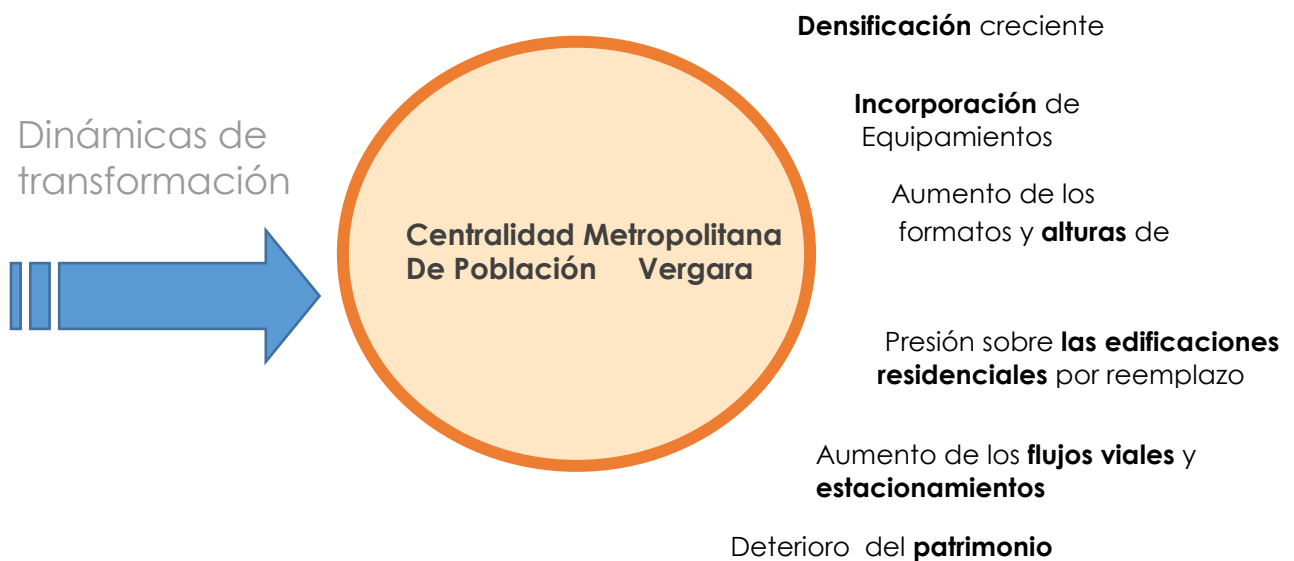 Dinámicas de
transformación
Centralidad Metropolitana
De Población Vergara
Densificación creciente
Incorporación de
Equipamientos
Aumento de los
formatos y alturas de
Presión sobre las edificaciones
residenciales por reemplazo
Aumento de los flujos viales y
estacionamientos
Deterioro del patrimonio